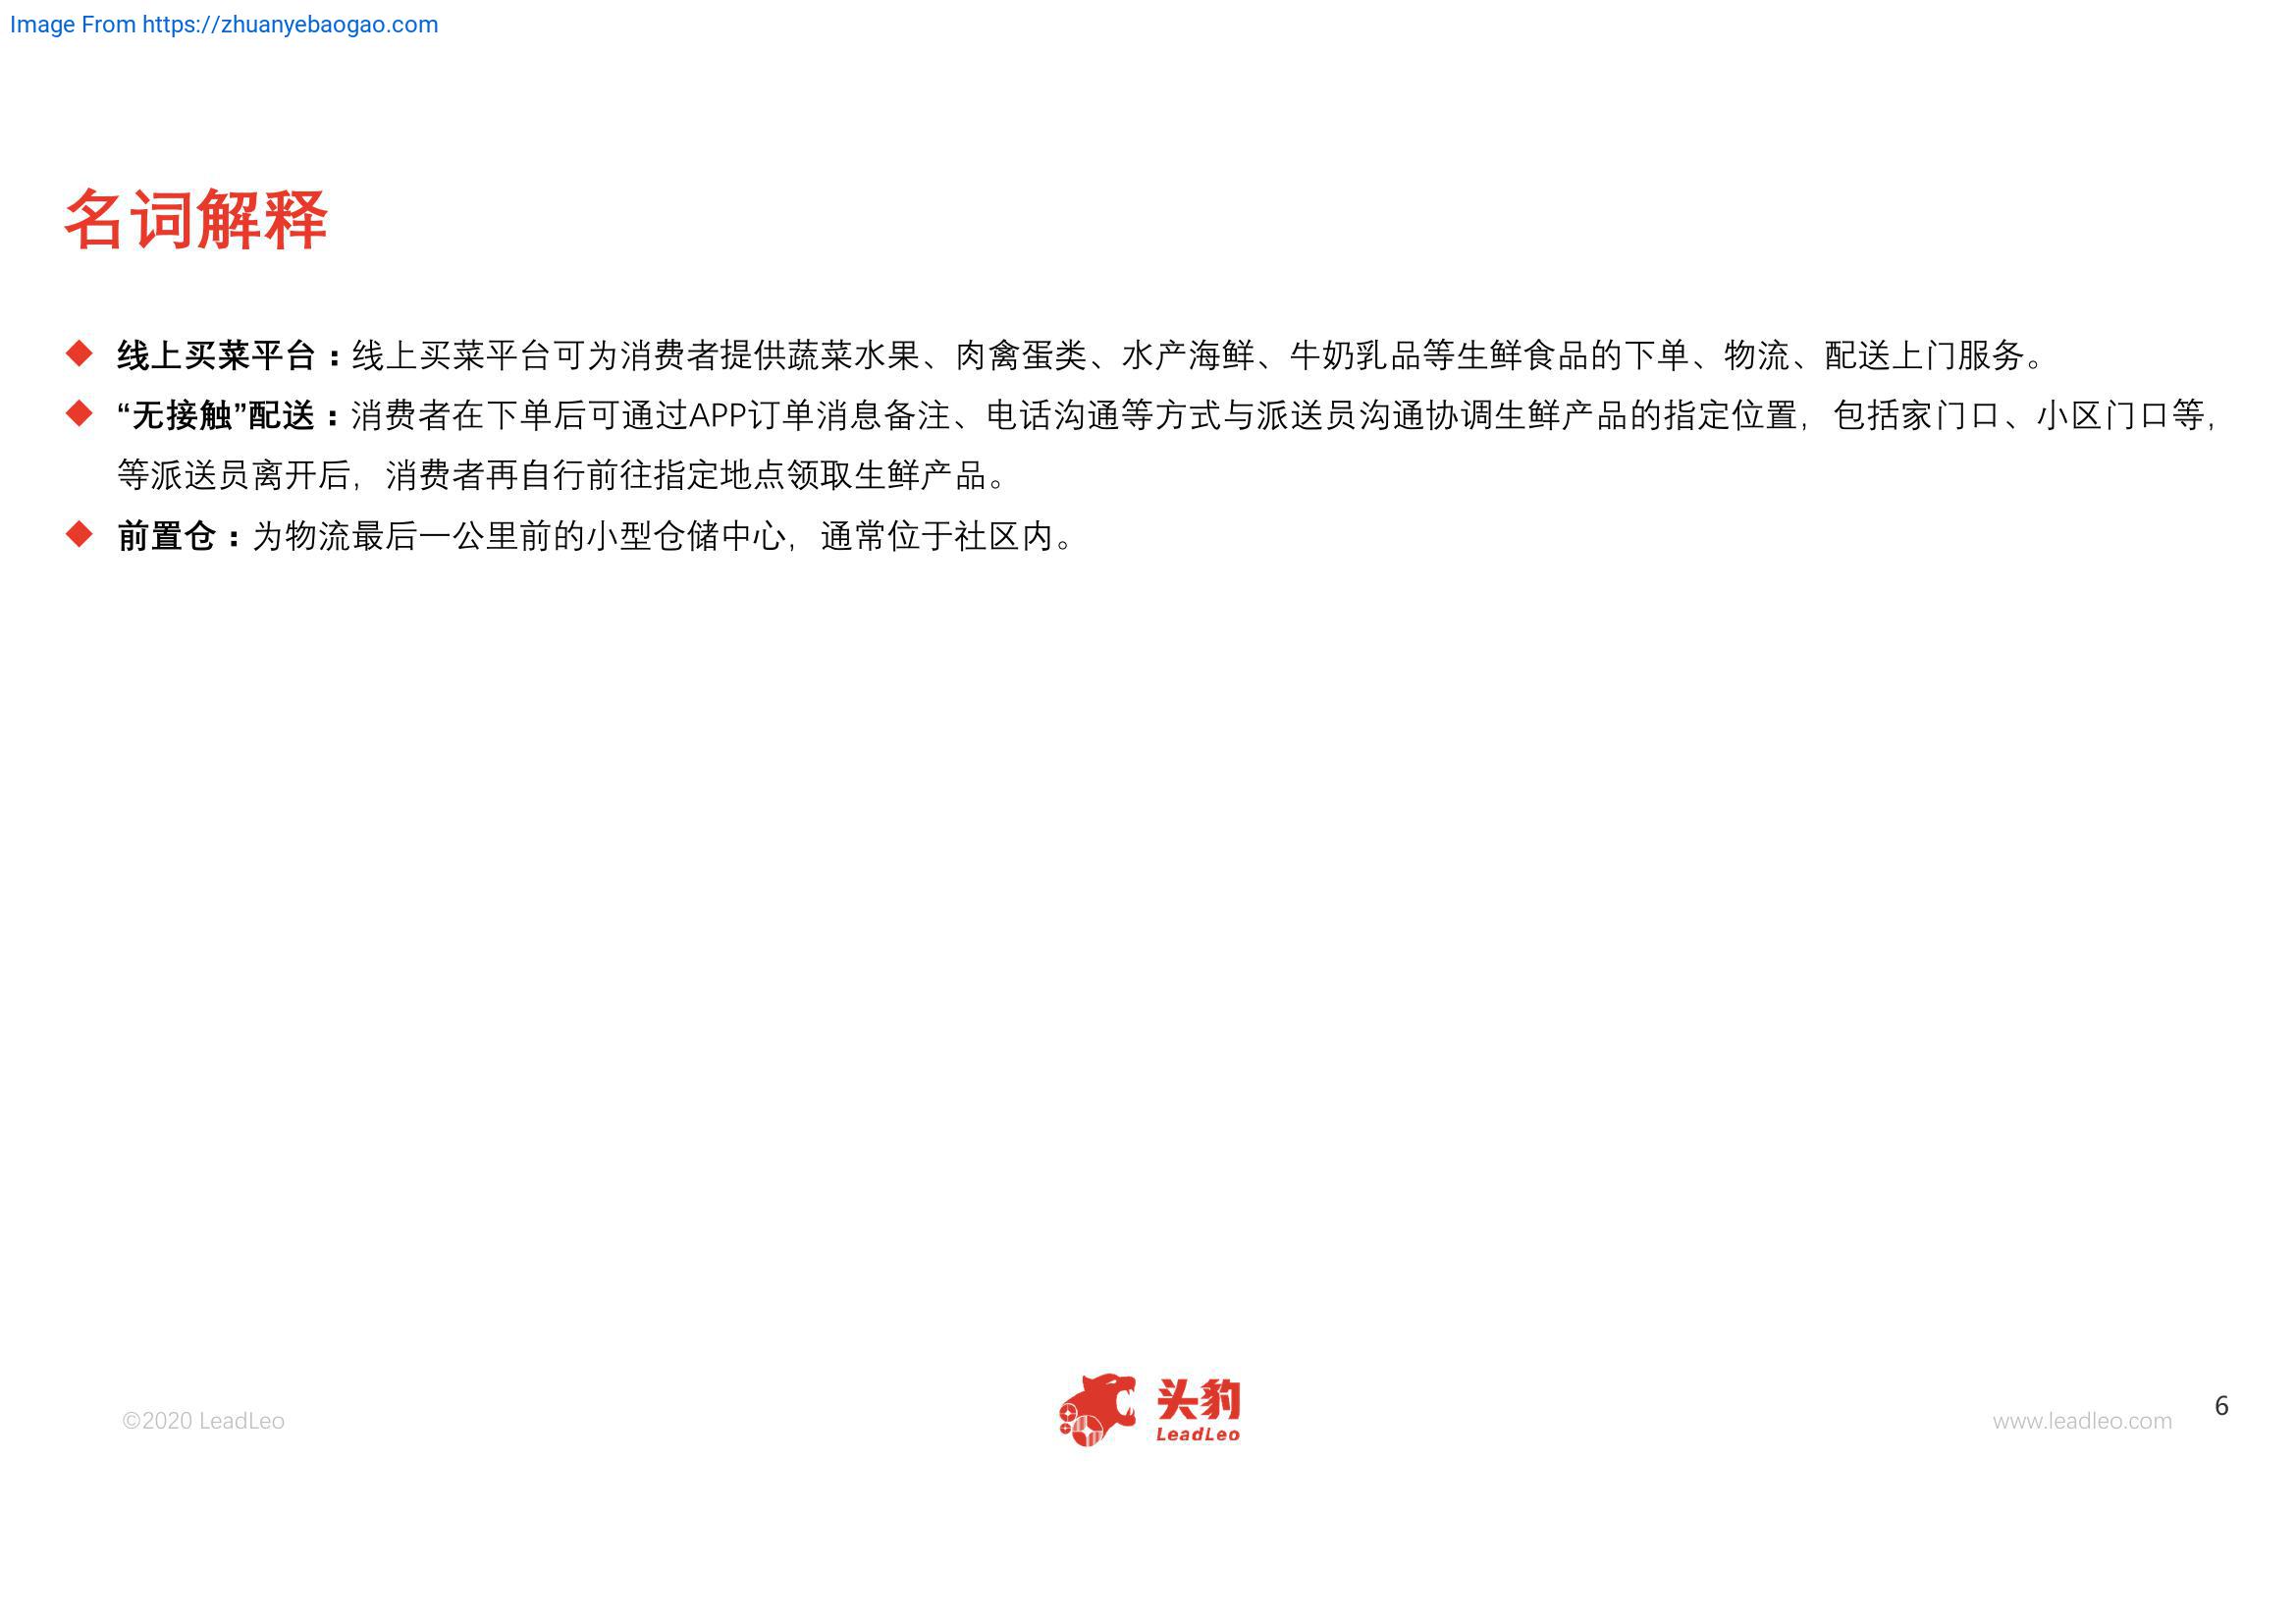 Image From https://zhuanyebaogao.com
名词解释
◆ 线上买菜平台：线上买菜平台可为消费者提供蔬菜水果、肉禽蛋类、水产海鲜、牛奶乳品等生鲜食品的下单、物流、配送上门服务。
◆ “无接触”配送：消费者在下单后可通过APP订单消息备注、电话沟通等方式与派送员沟通协调生鲜产品的指定位置，包括家门口、小区门口等，
等派送员离开后，消费者再自行前往指定地点领取生鲜产品。
◆ 前置仓：为物流最后一公里前的小型仓储中心，通常位于社区内。
©2020 LeadLeo
头豹
LeadLeo
www.leadleo.com
6